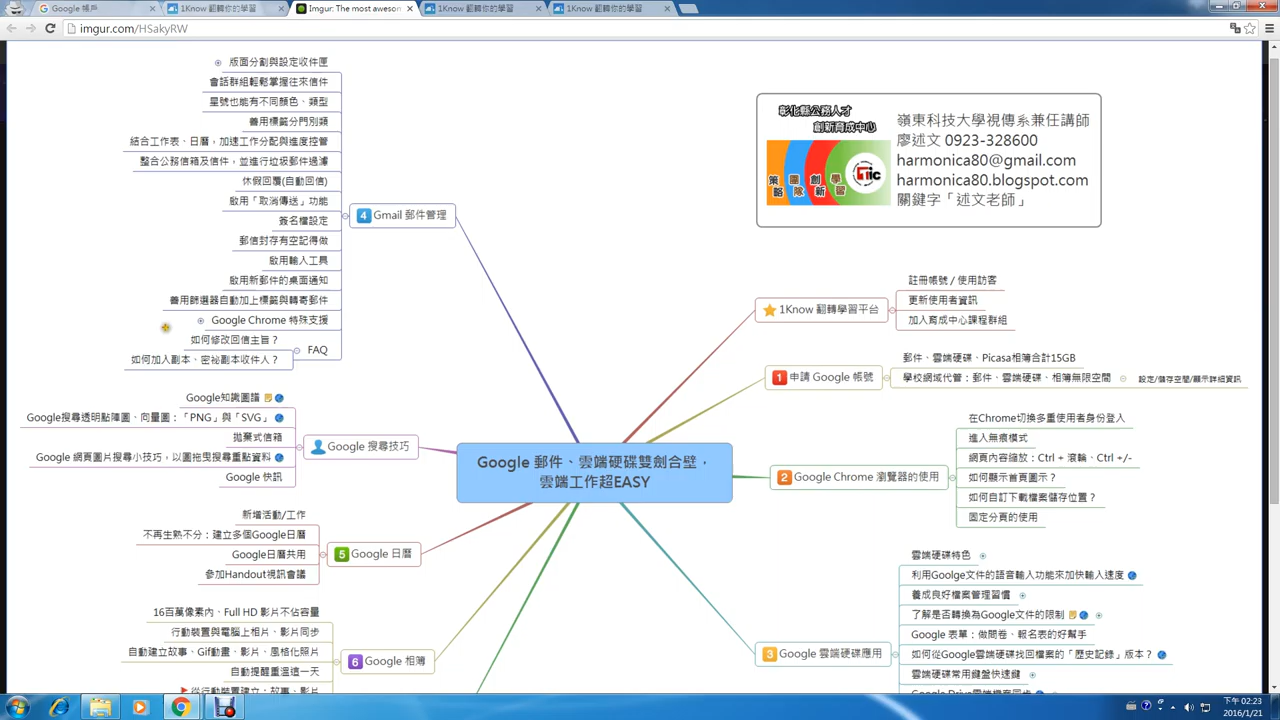 Google 帳戶
1Know 翻轉你的學習
Imgur: The most aweson
1Know 翻轉你的學習
1Know 翻轉你的學習
imgur.com/HSakyRW
版面分割與設定收件匣
會話群組輕鬆掌握往來信件
星號也能有不同顏色、類型
善用標籤分門別類
結合工作表、日曆，加速工作分配與進度控管
整合公務信箱及信件，並進行垃圾郵件過濾
休假回覆(自動回信)
啟用「取消傳送」功能
簽名檔設定
郵信封存有空記得做
啟用輸入工具
啟用新郵件的桌面通知
善用篩選器自動加上標籤與轉寄郵件
Google Chrome 特殊支援
如何修改回信主旨？
如何加入副本、密祕副本收件人？
FAQ
4 Gmail 郵件管理
Google知識圖譜
Google搜尋透明點陣圖、向量圖：「PNG」與「SVG」
拋棄式信箱
Google 網頁圖片搜尋小技巧，以圖拖曳搜尋重點資料
Google 快訊
Google 搜尋技巧
新增活動/工作
不再生熟不分：建立多個Google日曆
Google日曆共用
參加Handout視訊會議
5 Google 日曆
16百萬像素內、Full HD 影片不佔容量
行動裝置與電腦上相片、影片同步
自動建立故事、Gif動畫、影片、風格化照片
自動提醒重溫這一天
從行動裝置建立：故事、影片
6 Google 相簿
Google 郵件、雲端硬碟雙劍合壁，
雲端工作超EASY
彰化縣公務人才
創新育成中心
策略
團隊
創新
學習
Tic
嶺東科技大學視傳系兼任講師
廖述文 0923-328600
harmonica80@gmail.com
harmonica80.blogspot.com
關鍵字「述文老師」
1Know 翻轉學習平台
註冊帳號 / 使用訪客
更新使用者資訊
加入育成中心課程群組
1 申請 Google 帳號
郵件、雲端硬碟、Picasa相簿合計15GB
學校網域代管：郵件、雲端硬碟、相簿無限空間
設定/儲存空間/顯示詳細資訊
2 Google Chrome 瀏覽器的使用
在Chrome切換多重使用者身份登入
進入無痕模式
網頁內容縮放：Ctrl + 滾輪、Ctrl +/-
如何顯示首頁圖示？
如何自訂下載檔案儲存位置？
固定分頁的使用
3 Google 雲端硬碟應用
雲端硬碟特色
利用Goolge文件的語音輸入功能來加快輸入速度
養成良好檔案管理習慣
了解是否轉換為Google文件的限制
Google 表單：做問卷、報名表的好幫手
如何從Google雲端硬碟找回檔案的「歷史記錄」版本？
雲端硬碟常用鍵盤快速鍵
Google Drive雲端檔案同步
下午 02:23
2016/1/21